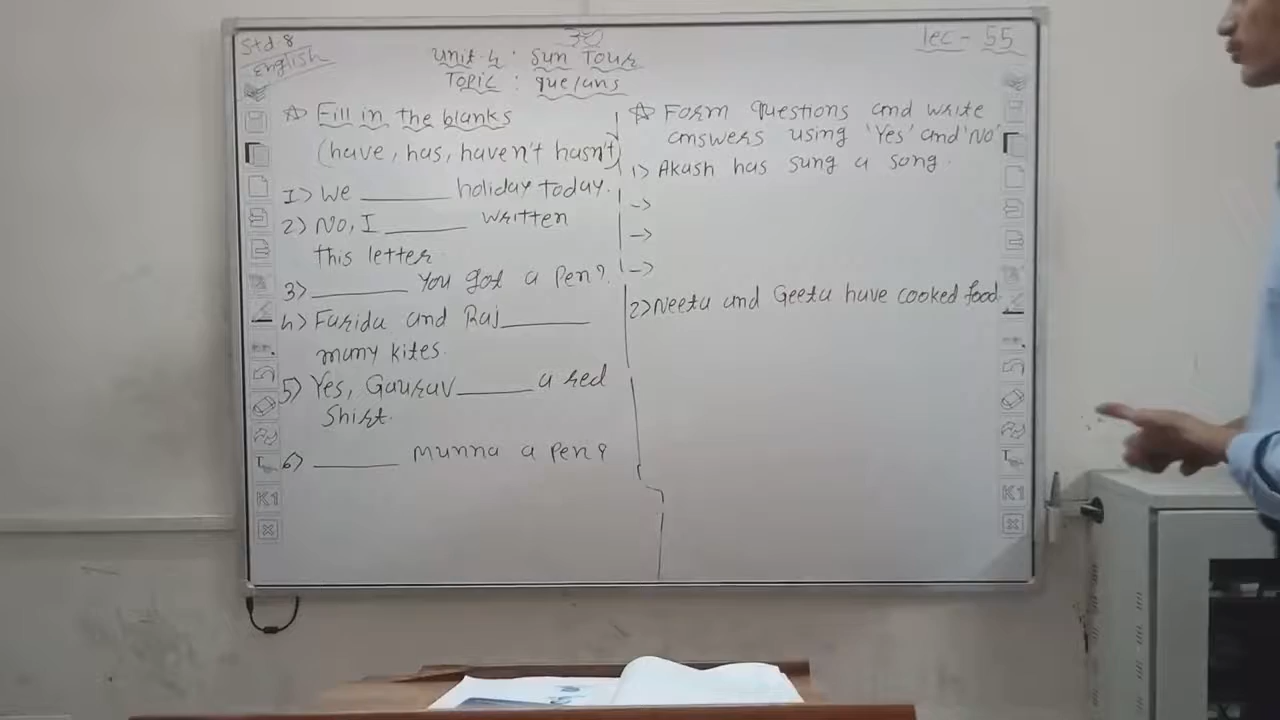 Std 8
English
ૐ
Lec - 55
Unit 4 : Sun Tour
Topic : que/ans
☆ Fill in the blanks
(have, has, haven't hasn't)
1> We ________ holiday today.
2> No, I ________ written
this letter
3> ________ You got a pen?
4> Farida and Raj ________
many kites.
5> Yes, Gaurav ________ a red
Shirt.
6> ________ Munna a pen?
☆ Form Questions and write
answers using 'Yes' and 'No'
1> Akash has sung a song.
->
->
->
2> Neeta and Geeta have cooked food
K1
K1